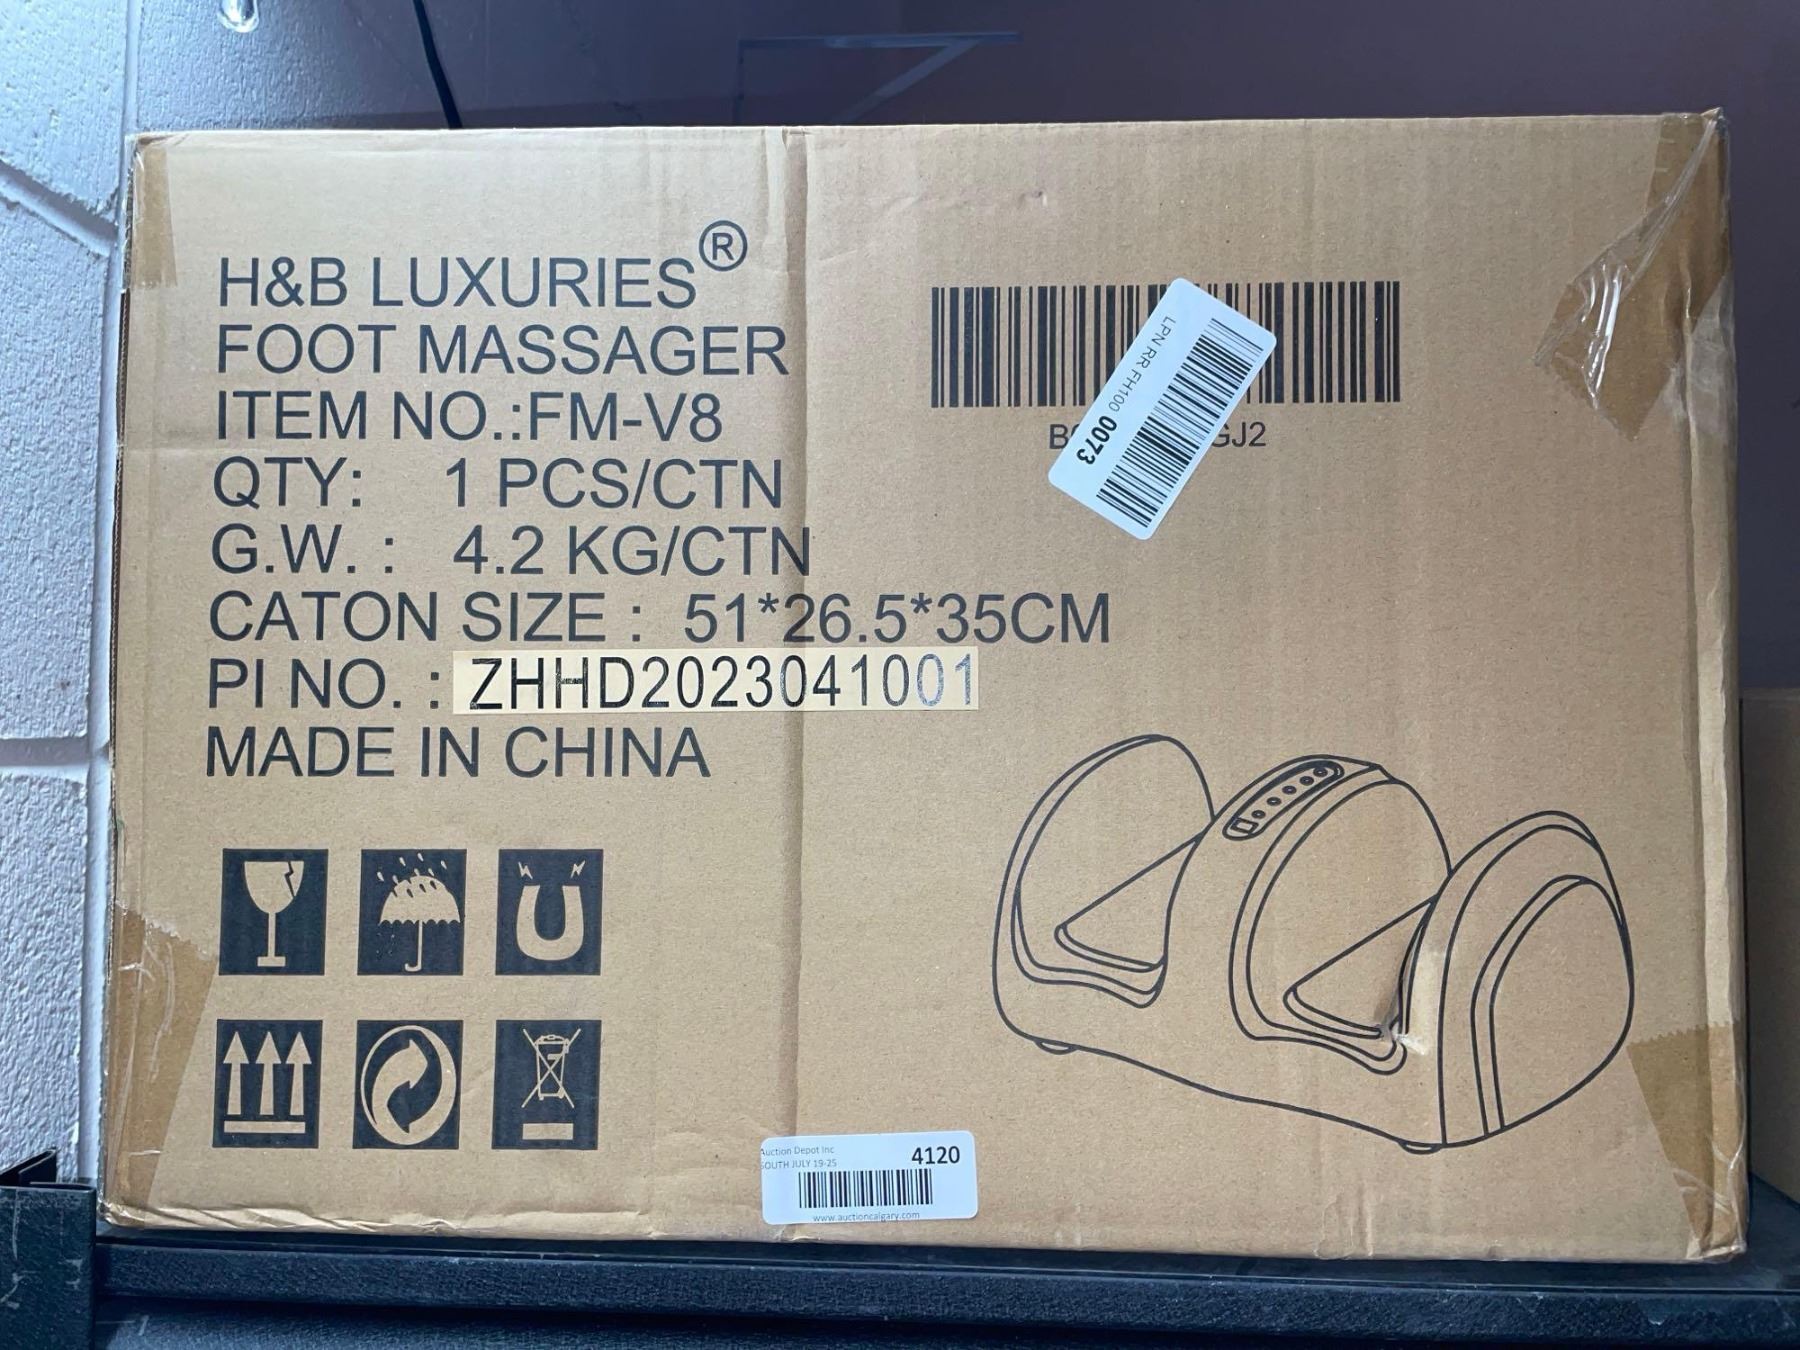 H&B LUXURIES®
FOOT MASSAGER
ITEM NO.:FM-V8
QTY: 1 PCS/CTN
G.W. : 4.2 KG/CTN
CATON SIZE : 51*26.5*35CM
PI NO. : ZHHD2023041001
MADE IN CHINA
LPN RR FH100 0073
GJ2
Auction Depot Inc
SOUTH JULY 19-25
4120
www.auctioncalgary.com